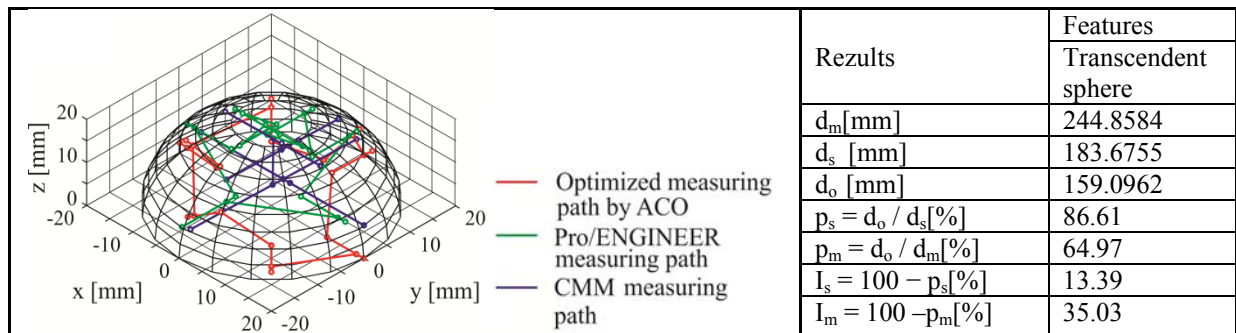 z [mm]
20
10
0
-20
-10
0
10
20
x [mm]
-20
-10
0
10
20
y [mm]
Optimized measuring
path by ACO
Pro/ENGINEER
measuring path
CMM measuring
path
Rezults
Features
Transcendent
sphere
dₘ[mm] 244.8584
dₛ [mm] 183.6755
dₒ [mm] 159.0962
pₛ = dₒ / dₛ[%] 86.61
pₘ = dₒ / dₘ[%] 64.97
Iₛ = 100 − pₛ[%] 13.39
Iₘ = 100 –pₘ[%] 35.03